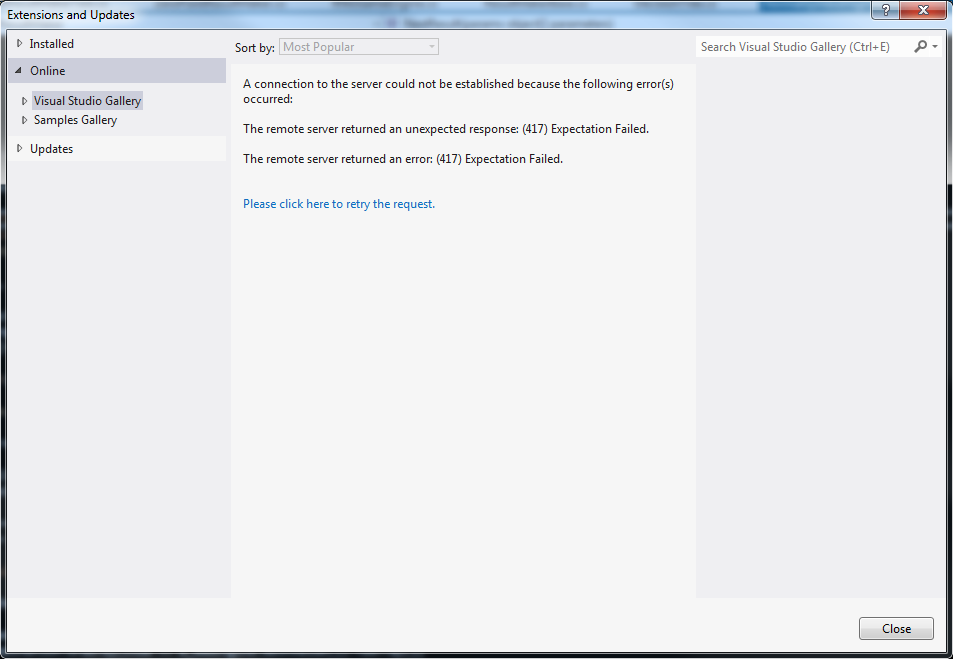 Extensions and Updates
?
Installed
Online
Visual Studio Gallery
Samples Gallery
Updates
Sort by: Most Popular
Search Visual Studio Gallery (Ctrl+E)
A connection to the server could not be established because the following error(s)
occurred:
The remote server returned an unexpected response: (417) Expectation Failed.
The remote server returned an error: (417) Expectation Failed.
Please click here to retry the request.
Close